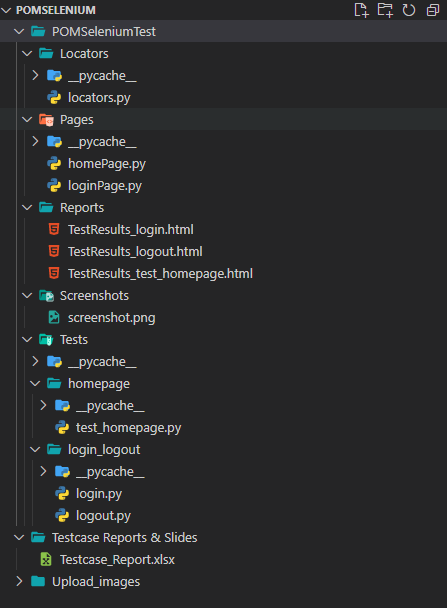 POMSELENIUM
POMSeleniumTest
Locators
__pycache__
locators.py
Pages
__pycache__
homePage.py
loginPage.py
Reports
TestResults_login.html
TestResults_logout.html
TestResults_test_homepage.html
Screenshots
screenshot.png
Tests
__pycache__
homepage
__pycache__
test_homepage.py
login_logout
__pycache__
login.py
logout.py
Testcase Reports & Slides
Testcase_Report.xlsx
Upload_images